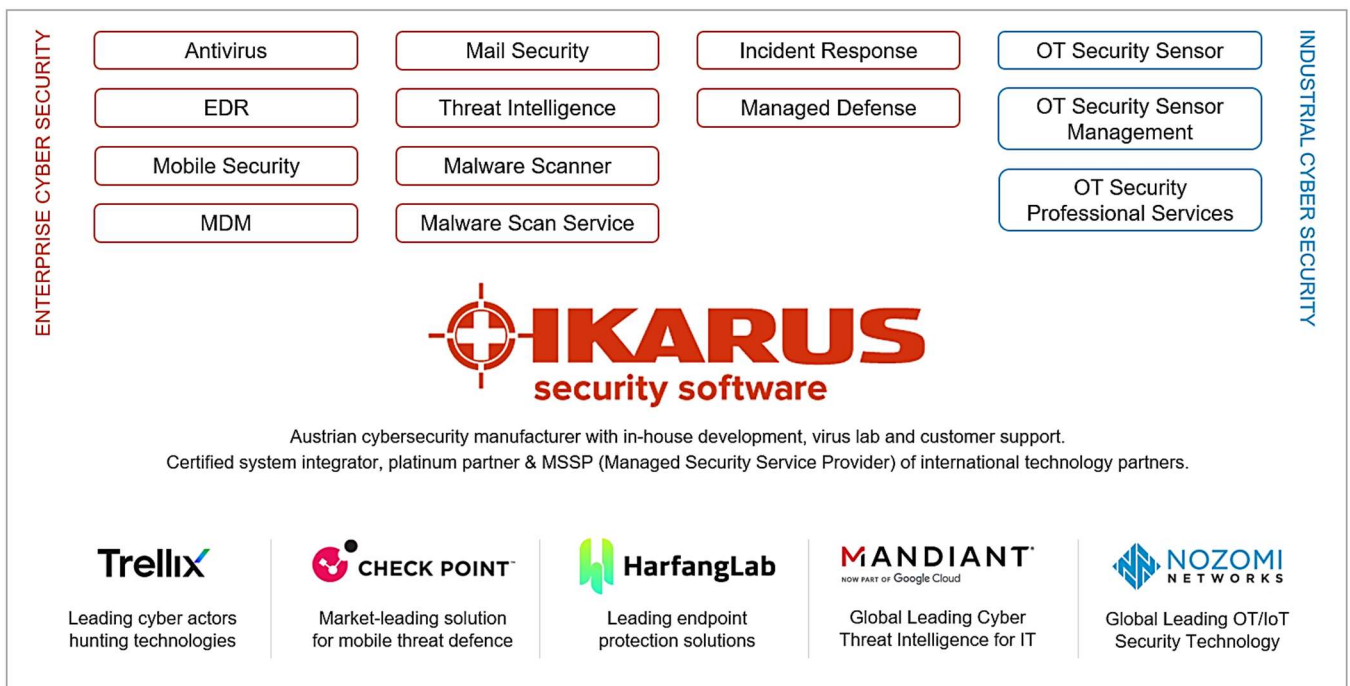 ENTERPRISE CYBER SECURITY
Antivirus
EDR
Mobile Security
MDM
Mail Security
Threat Intelligence
Malware Scanner
Malware Scan Service
Incident Response
Managed Defense
OT Security Sensor
OT Security Sensor
Management
OT Security
Professional Services
INDUSTRIAL CYBER SECURITY
IKARUS
security software
Austrian cybersecurity manufacturer with in-house development, virus lab and customer support.
Certified system integrator, platinum partner & MSSP (Managed Security Service Provider) of international technology partners.
Trellix
Leading cyber actors
hunting technologies
CHECK POINT™
Market-leading solution
for mobile threat defence
HarfangLab
Leading endpoint
protection solutions
MANDIANT
NOW PART OF Google Cloud
Global Leading Cyber
Threat Intelligence for IT
NOZOMI
NETWORKS
Global Leading OT/IoT
Security Technology